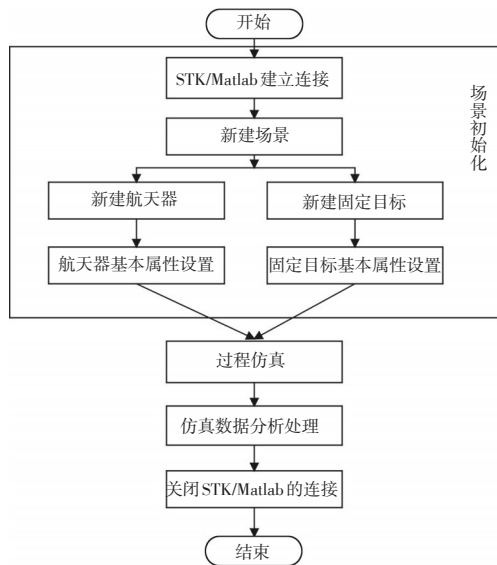 开始
STK/Matlab建立连接
场景初始化
新建场景
新建航天器
新建固定目标
航天器基本属性设置
固定目标基本属性设置
过程仿真
仿真数据分析处理
关闭STK/Matlab的连接
结束